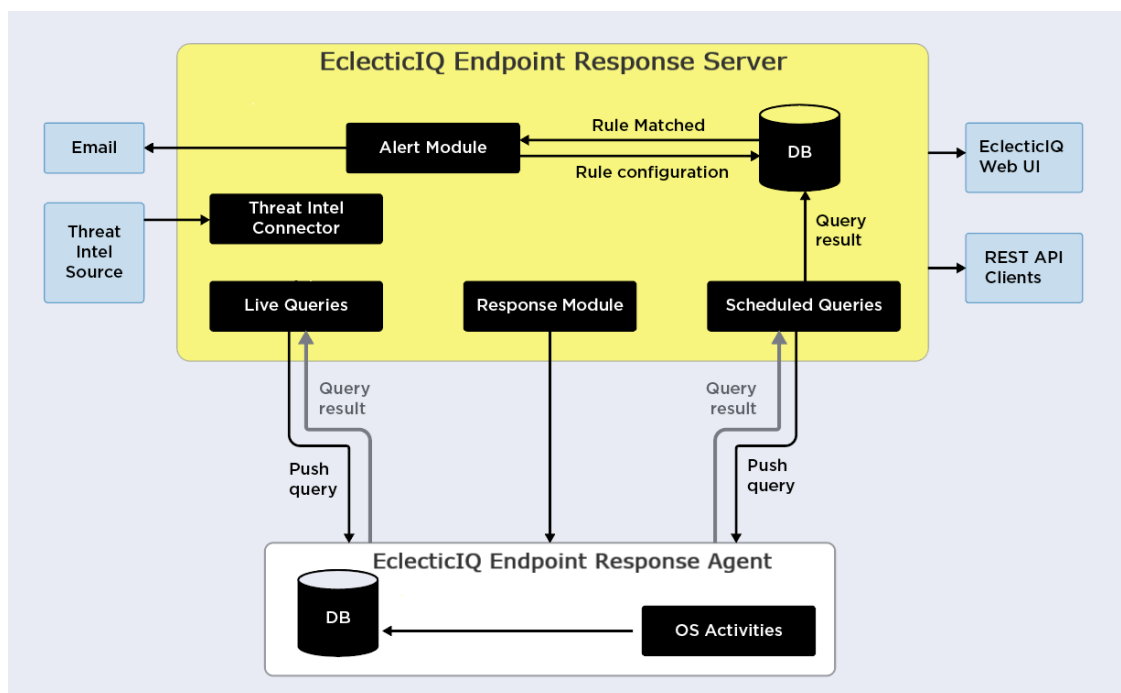 EclecticIQ Endpoint Response Server
Email
Alert Module
Rule Matched
Rule configuration
DB
EclecticIQ
Web UI
Threat
Intel
Source
Threat Intel
Connector
Query
result
REST API
Clients
Live Queries
Response Module
Scheduled Queries
Query
result
Query
result
Push
query
Push
query
EclecticIQ Endpoint Response Agent
DB
OS Activities